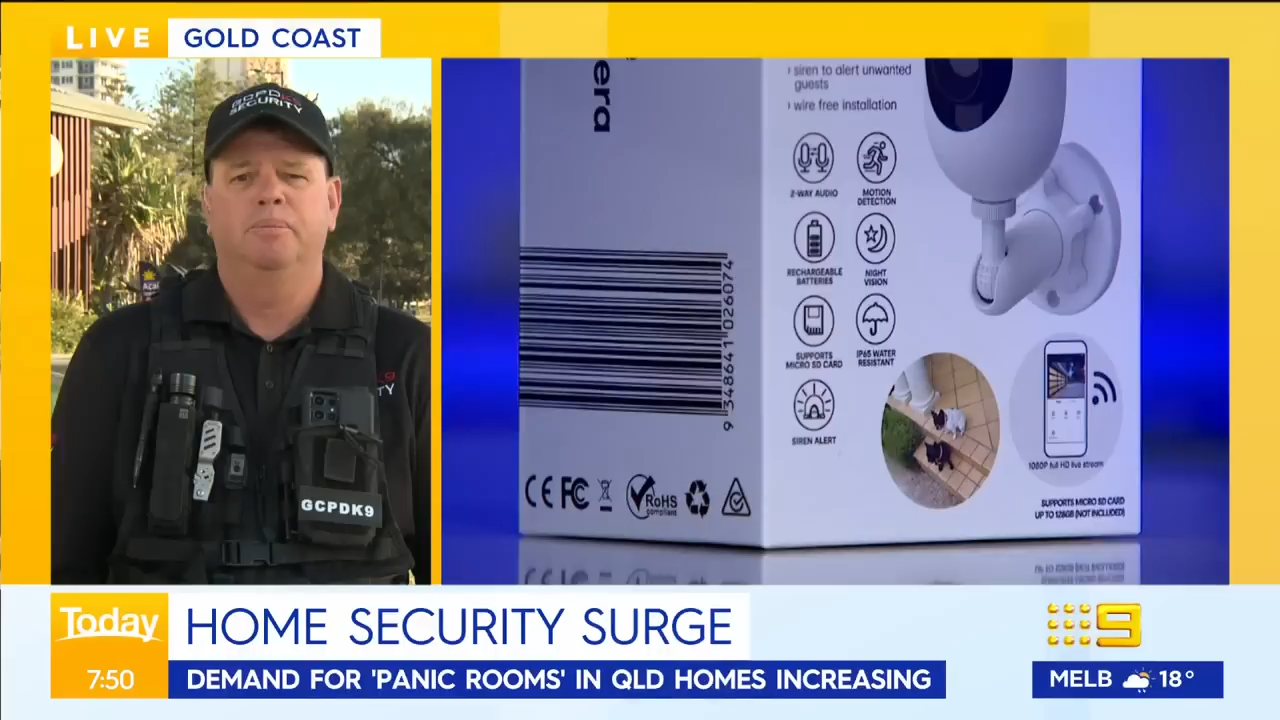 LIVE
GOLD COAST
GCPDK9
SECURITY
GCPDK9
era
› siren to alert unwanted
guests
› wire free installation
2-WAY AUDIO
MOTION
DETECTION
RECHARGEABLE
BATTERIES
NIGHT
VISION
SUPPORTS
MICRO SD CARD
IP65 WATER
RESISTANT
SIREN ALERT
9 348641 026074
CE FC
RoHS
compliant
1080P full HD live stream
SUPPORTS MICRO SD CARD
UP TO 128GB (NOT INCLUDED)
Today
7:50
HOME SECURITY SURGE
DEMAND FOR 'PANIC ROOMS' IN QLD HOMES INCREASING
9
MELB 18°